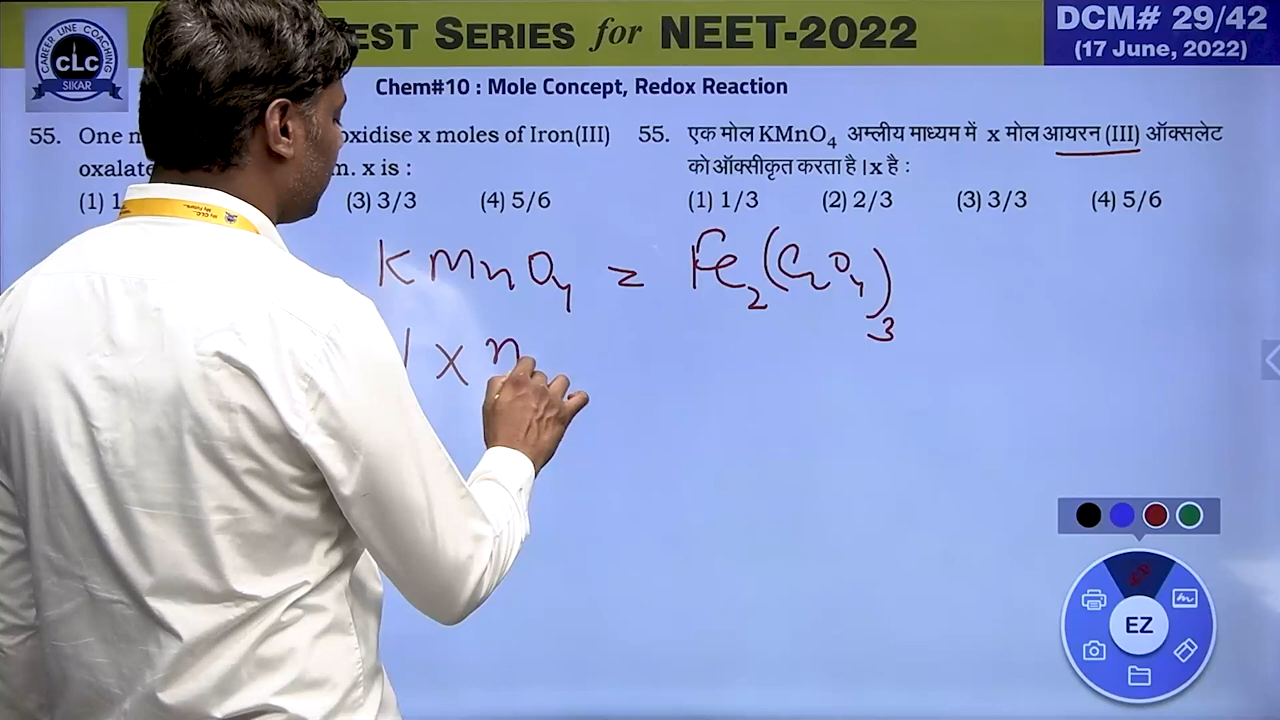 EST SERIES for NEET-2022
DCM# 29/42
(17 June, 2022)
CAREER LINE COACHING
CLC
SIKAR
Chem#10 : Mole Concept, Redox Reaction
55. One oxidise x moles of Iron(III)
oxalate m. x is :
(1) 1 (3) 3/3 (4) 5/6
55. एक मोल KMnO4 अम्लीय माध्यम में x मोल आयरन (III) ऑक्सलेट
को ऑक्सीकृत करता है। x है :
(1) 1/3 (2) 2/3 (3) 3/3 (4) 5/6
KMnO4 = Fe2(C2O4)3
1 x n
EZ